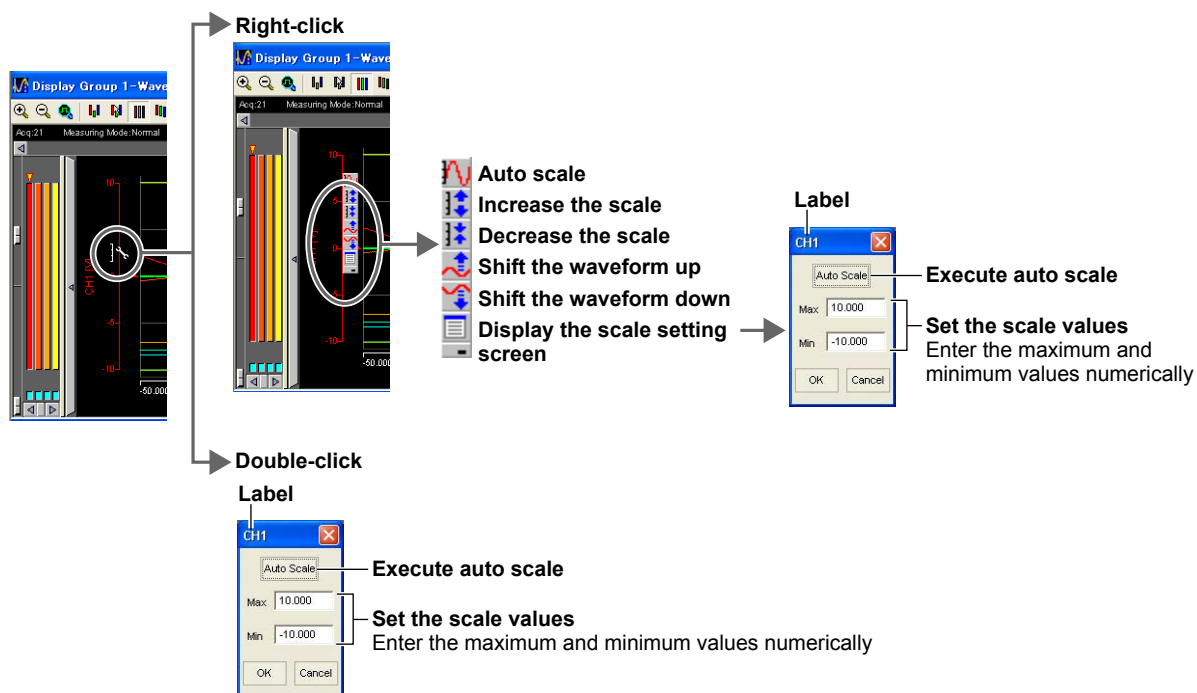 Right-click
Display Group 1-Wave
Acq:21 Measuring Mode:Normal
10
5
0
-5
-10
-50.000
Display Group 1-Wave
Acq:21 Measuring Mode:Normal
10
CH1 [V]
-5
-10
-50.000
Auto scale
Increase the scale
Decrease the scale
Shift the waveform up
Shift the waveform down
Display the scale setting
screen
Label
CH1
Auto Scale
Max 10.000
Min -10.000
OK Cancel
Execute auto scale
Set the scale values
Enter the maximum and
minimum values numerically
Double-click
Label
CH1
Auto Scale
Max 10.000
Min -10.000
OK Cancel
Execute auto scale
Set the scale values
Enter the maximum and minimum values numerically